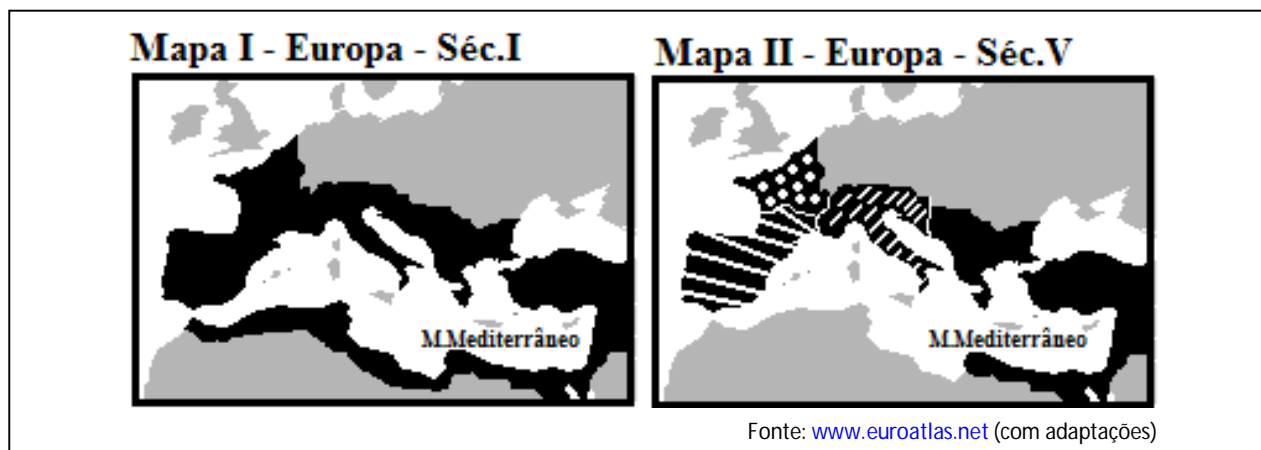 Mapa I - Europa - Séc.I
Mapa II - Europa - Séc.V
M.Mediterrâneo
M.Mediterrâneo
Fonte: www.euroatlas.net (com adaptações)